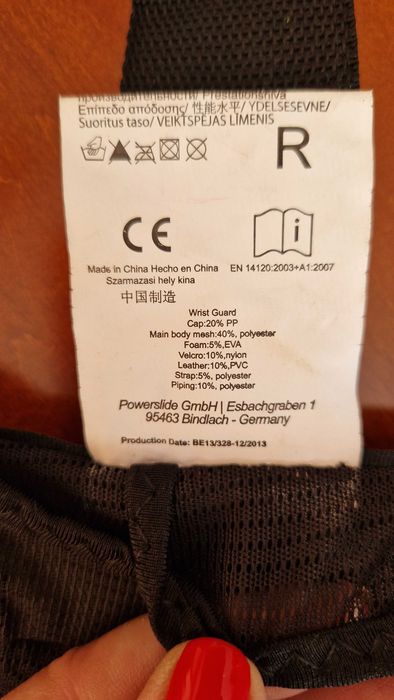 производительности/ Prestationsnivå
Επίπεδο απόδοσης/ 性能水平/ YDELSESEVNE/
Suoritus taso/ VEIKTSPĖJAS LĪMENIS
R
CE
i
Made in China Hecho en China
Szarmazasi hely kina
中国制造
EN 14120:2003+A1:2007
Wrist Guard
Cap:20% PP
Main body mesh:40%, polyester
Foam:5%,EVA
Velcro:10%,nylon
Leather:10%,PVC
Strap:5%, polyester
Piping:10%, polyester
Powerslide GmbH | Esbachgraben 1
95463 Bindlach - Germany
Production Date: BE13/328-12/2013